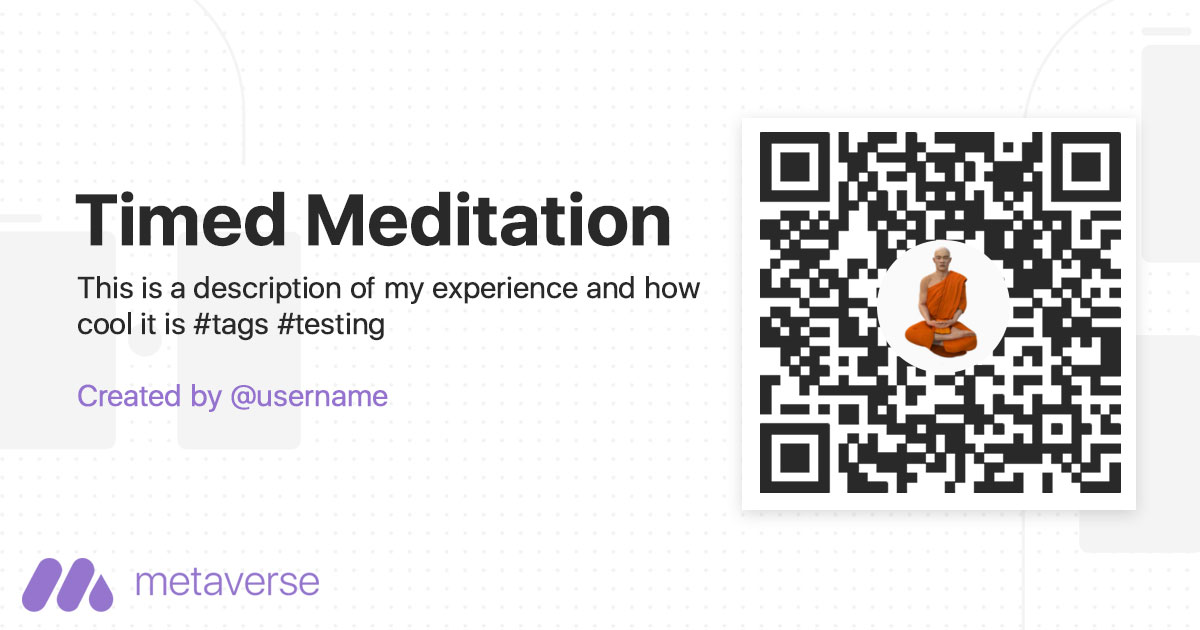 Timed Meditation
This is a description of my experience and how
cool it is #tags #testing
Created by @username
metaverse